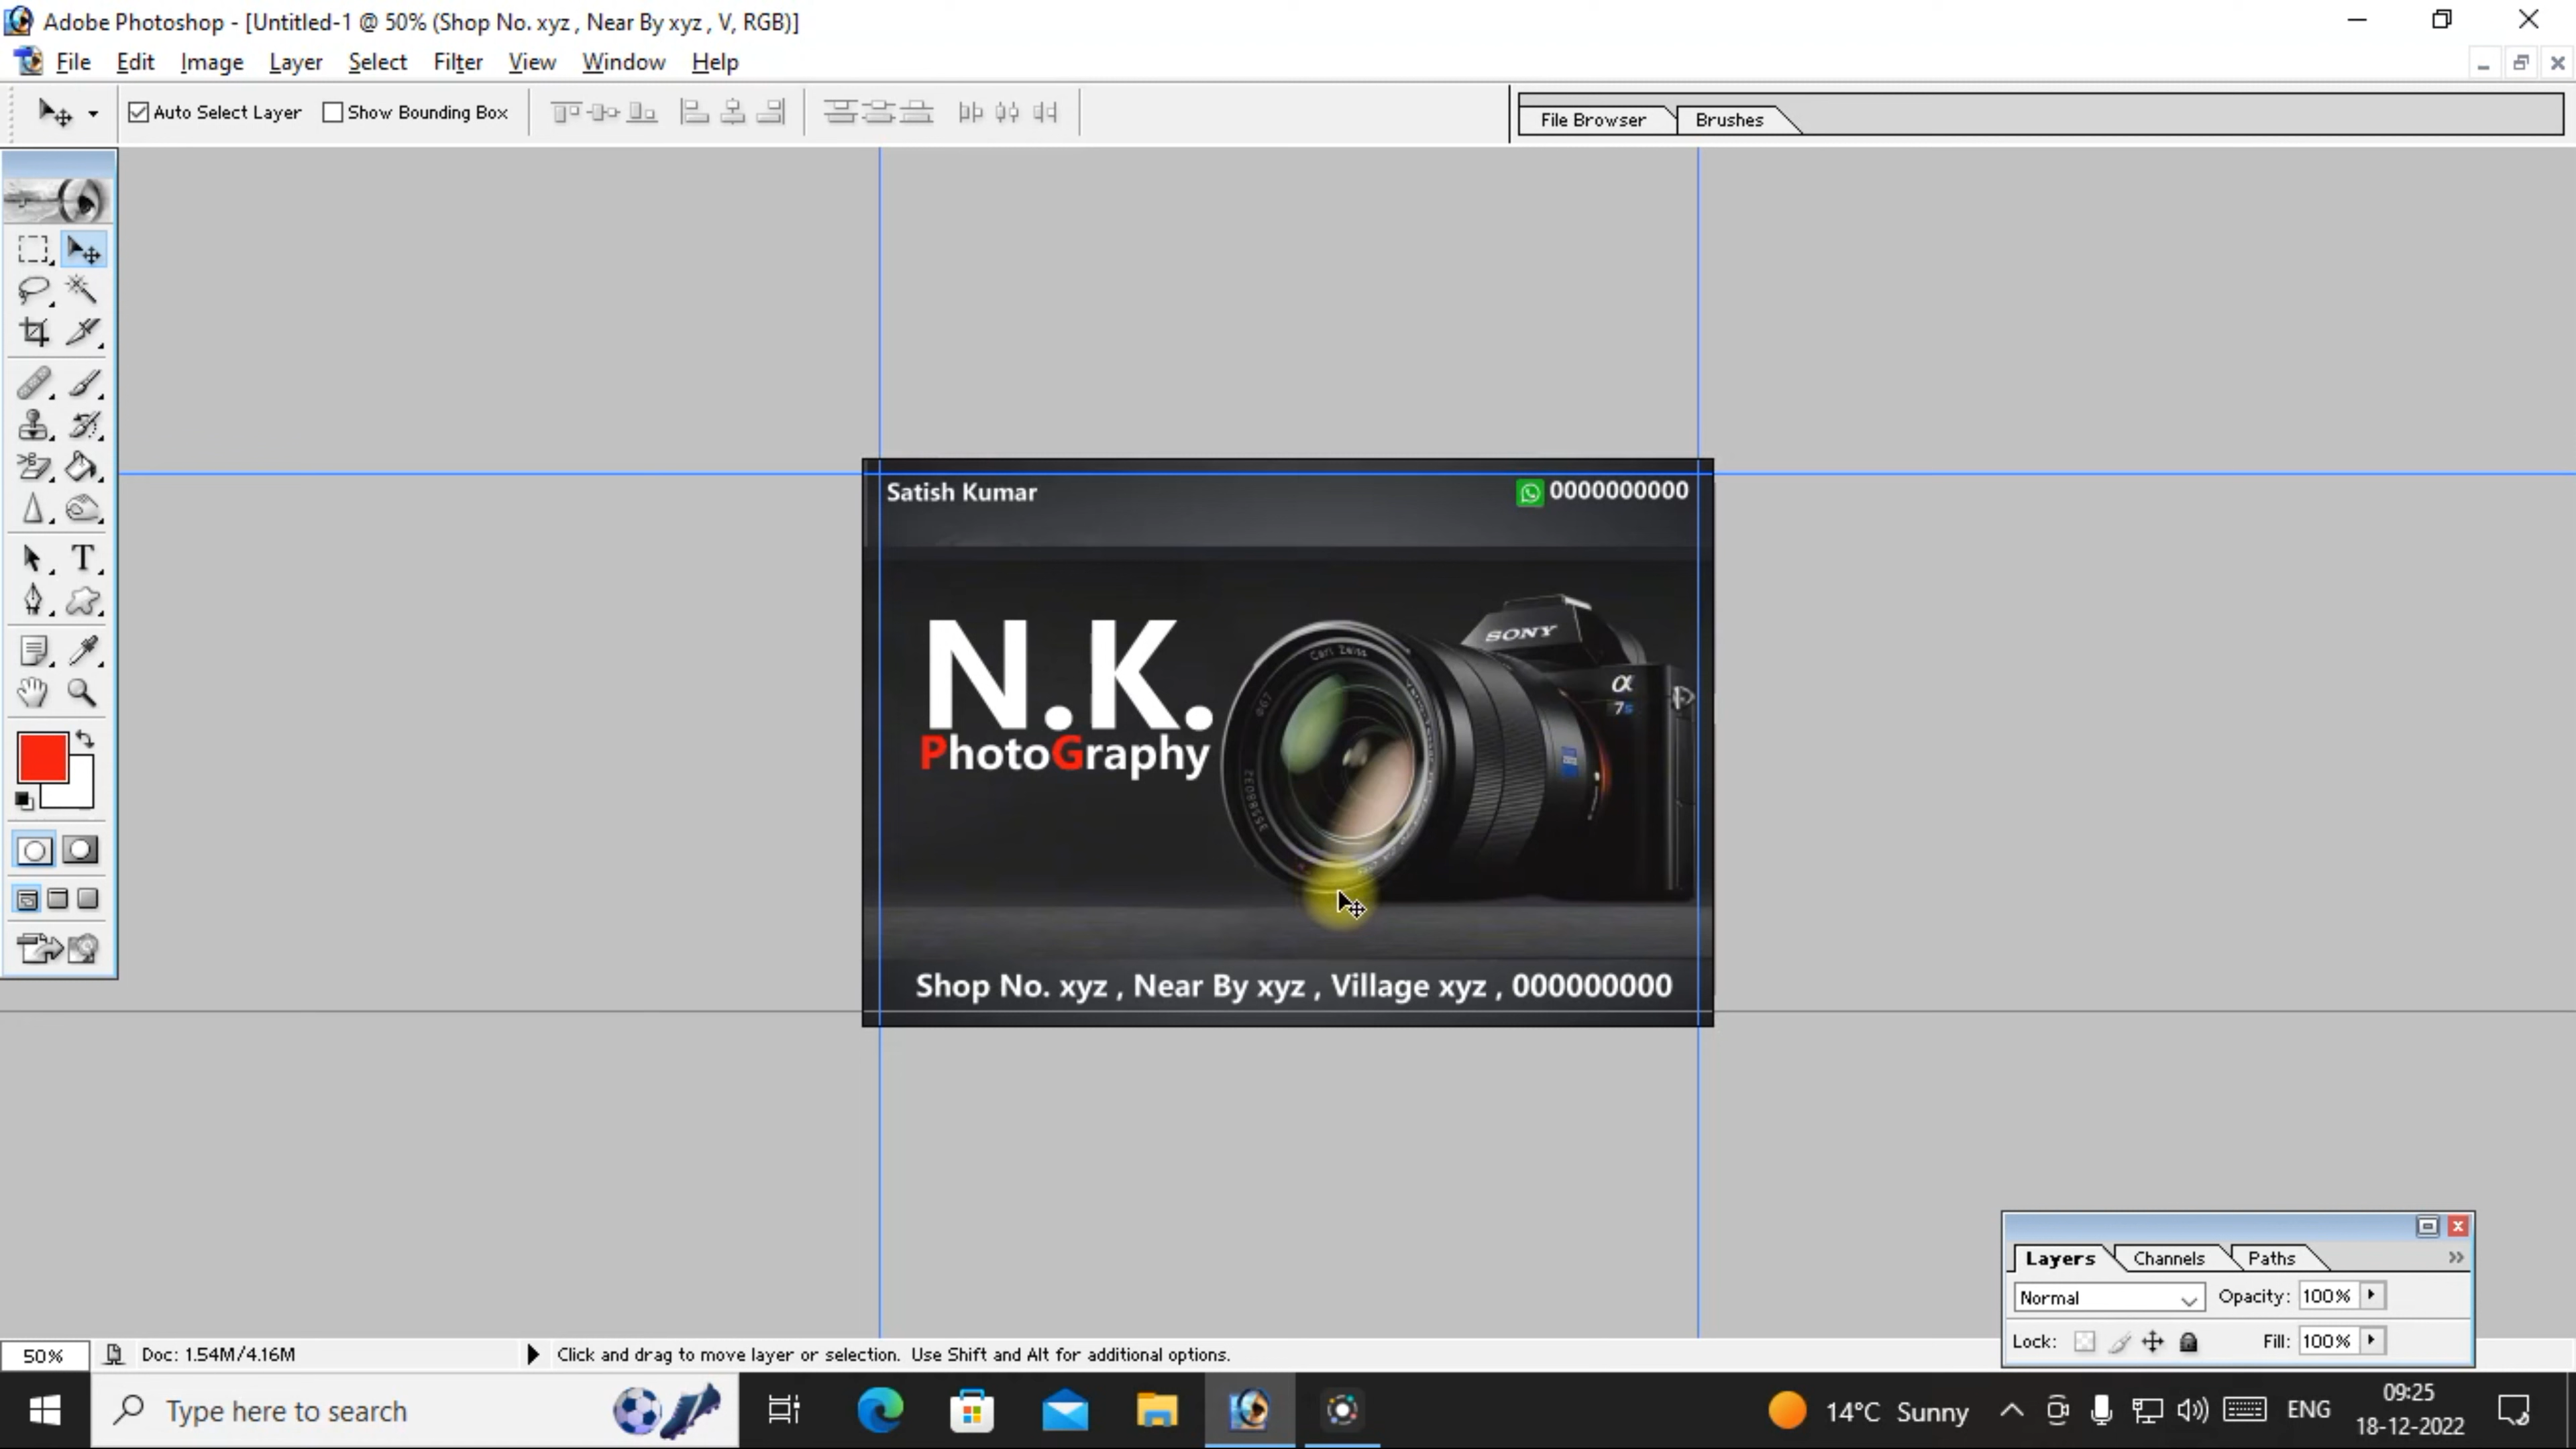 Adobe Photoshop - [Untitled-1 @ 50% (Shop No. xyz , Near By xyz , V, RGB)]
File Edit Image Layer Select Filter View Window Help
Auto Select Layer Show Bounding Box File Browser Brushes
Satish Kumar 0000000000
N.K.
PhotoGraphy
SONY
α
7s
Carl Zeiss
Shop No. xyz , Near By xyz , Village xyz , 000000000
T
Layers Channels Paths
Normal Opacity: 100%
Lock: Fill: 100%
50% Doc: 1.54M/4.16M Click and drag to move layer or selection. Use Shift and Alt for additional options.
Type here to search 14°C Sunny ENG 09:25
18-12-2022